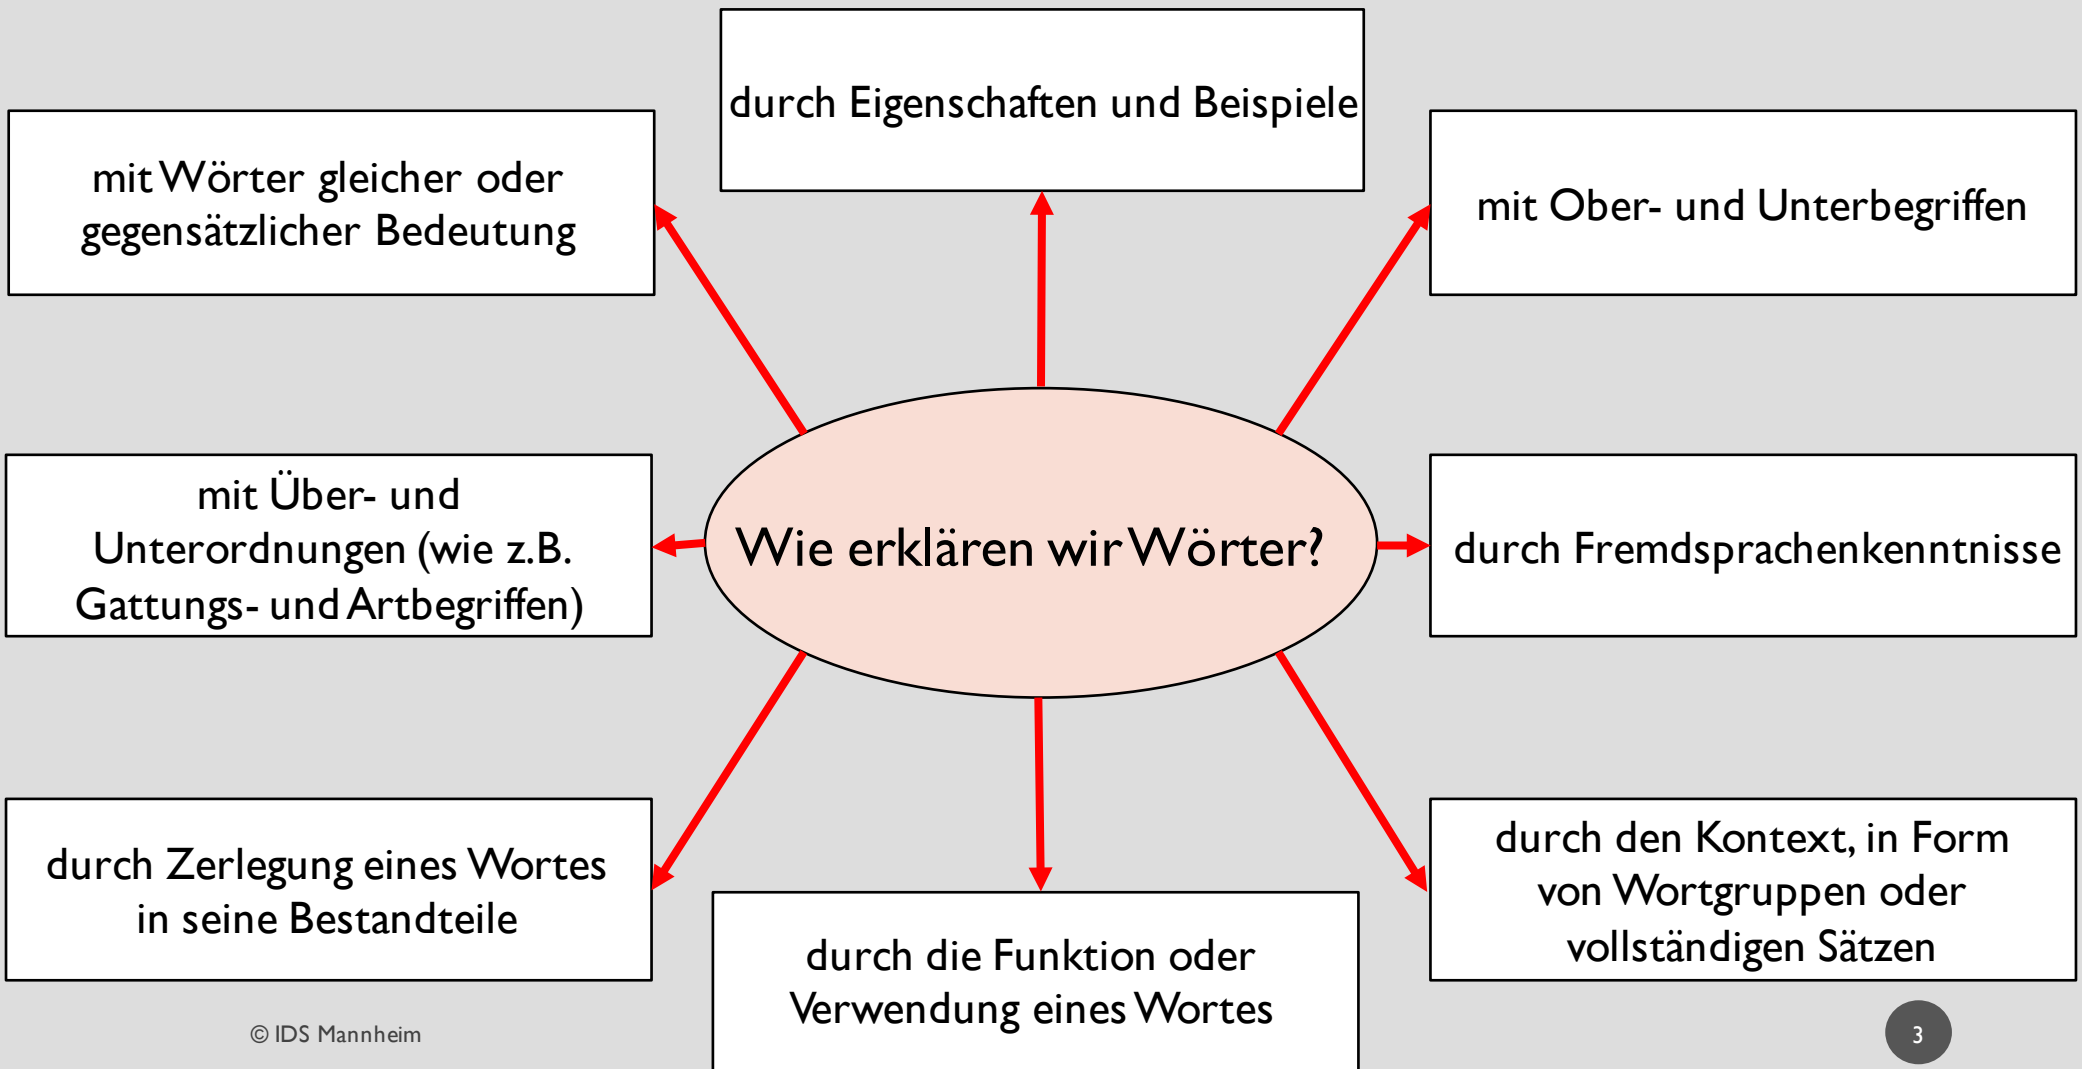 durch Eigenschaften und Beispiele
mit Wörter gleicher oder
gegensätzlicher Bedeutung
mit Ober- und Unterbegriffen
mit Über- und
Unterordnungen (wie z.B.
Gattungs- und Artbegriffen)
Wie erklären wir Wörter?
durch Fremdsprachenkenntnisse
durch Zerlegung eines Wortes
in seine Bestandteile
durch die Funktion oder
Verwendung eines Wortes
durch den Kontext, in Form
von Wortgruppen oder
vollständigen Sätzen
© IDS Mannheim
3